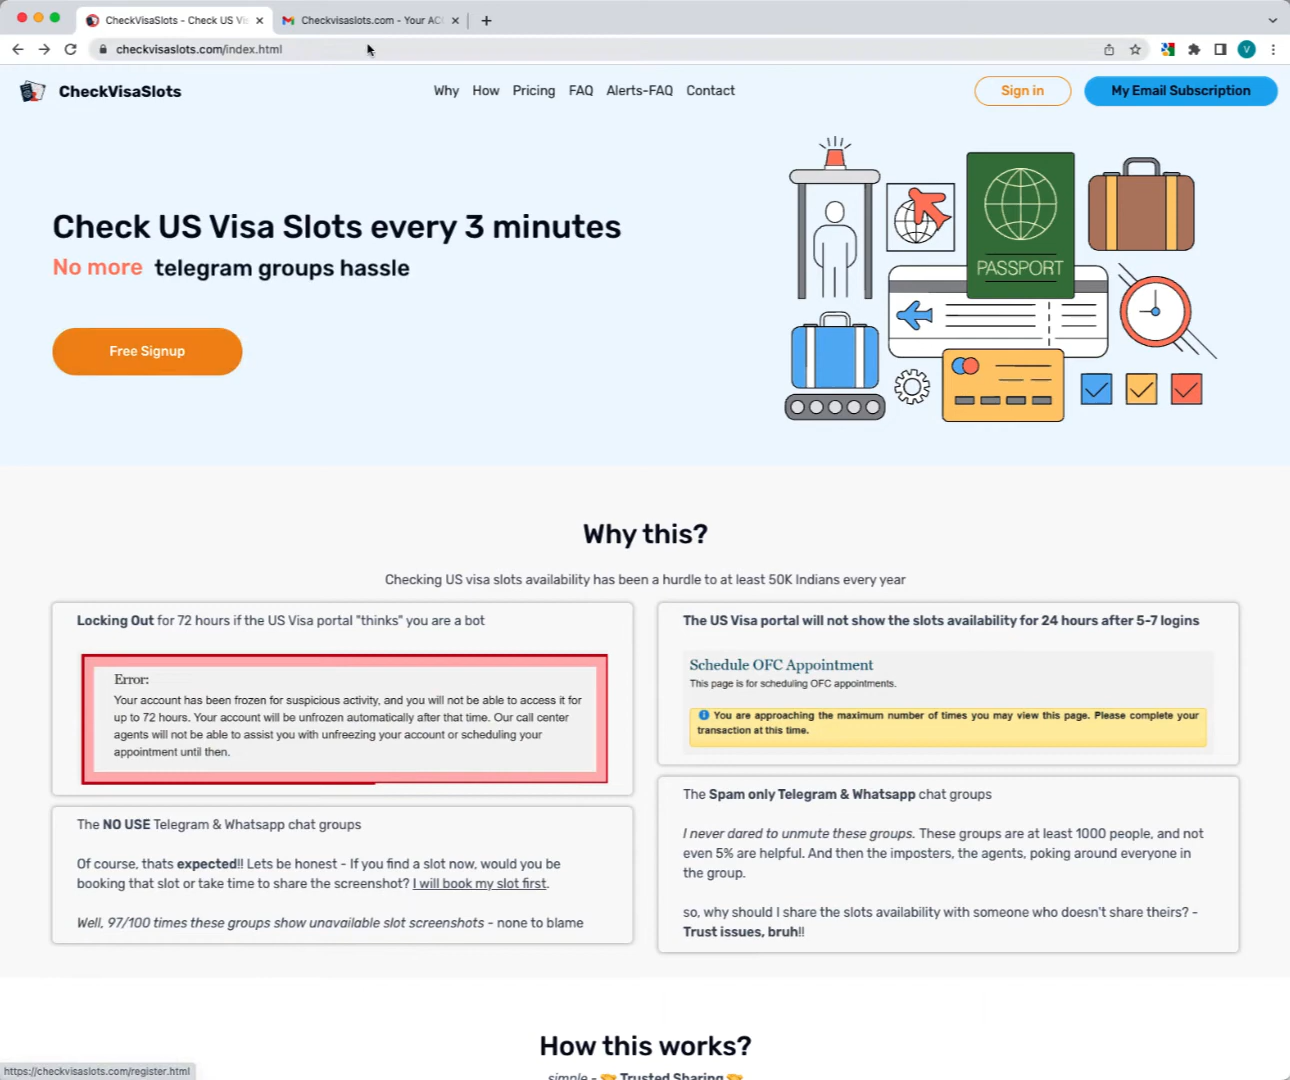 CheckVisaSlots - Check US Vis
Checkvisaslots.com - Your AC
checkvisaslots.com/index.html
V
CheckVisaSlots
Why
How
Pricing
FAQ
Alerts-FAQ
Contact
Sign in
My Email Subscription
Check US Visa Slots every 3 minutes
No more telegram groups hassle
Free Signup
PASSPORT
Why this?
Checking US visa slots availability has been a hurdle to at least 50K Indians every year
Locking Out for 72 hours if the US Visa portal "thinks" you are a bot
Error:
Your account has been frozen for suspicious activity, and you will not be able to access it for
up to 72 hours. Your account will be unfrozen automatically after that time. Our call center
agents will not be able to assist you with unfreezing your account or scheduling your
appointment until then.
The US Visa portal will not show the slots availability for 24 hours after 5-7 logins
Schedule OFC Appointment
This page is for scheduling OFC appointments.
You are approaching the maximum number of times you may view this page. Please complete your
transaction at this time.
The NO USE Telegram & Whatsapp chat groups
Of course, thats expected!! Lets be honest - If you find a slot now, would you be
booking that slot or take time to share the screenshot? I will book my slot first.
Well, 97/100 times these groups show unavailable slot screenshots - none to blame
The Spam only Telegram & Whatsapp chat groups
I never dared to unmute these groups. These groups are at least 1000 people, and not
even 5% are helpful. And then the imposters, the agents, poking around everyone in
the group.
so, why should I share the slots availability with someone who doesn't share theirs? -
Trust issues, bruh!!
How this works?
simple - 🤝 Trusted Sharing 🤝
https://checkvisaslots.com/register.html